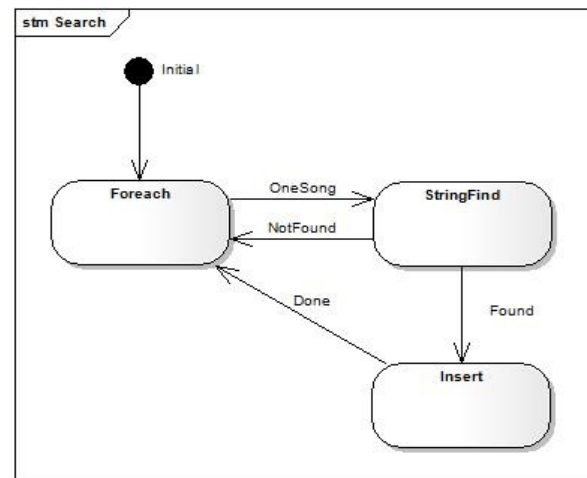 stm Search
Initial
Foreach
OneSong
StringFind
NotFound
Done
Found
Insert